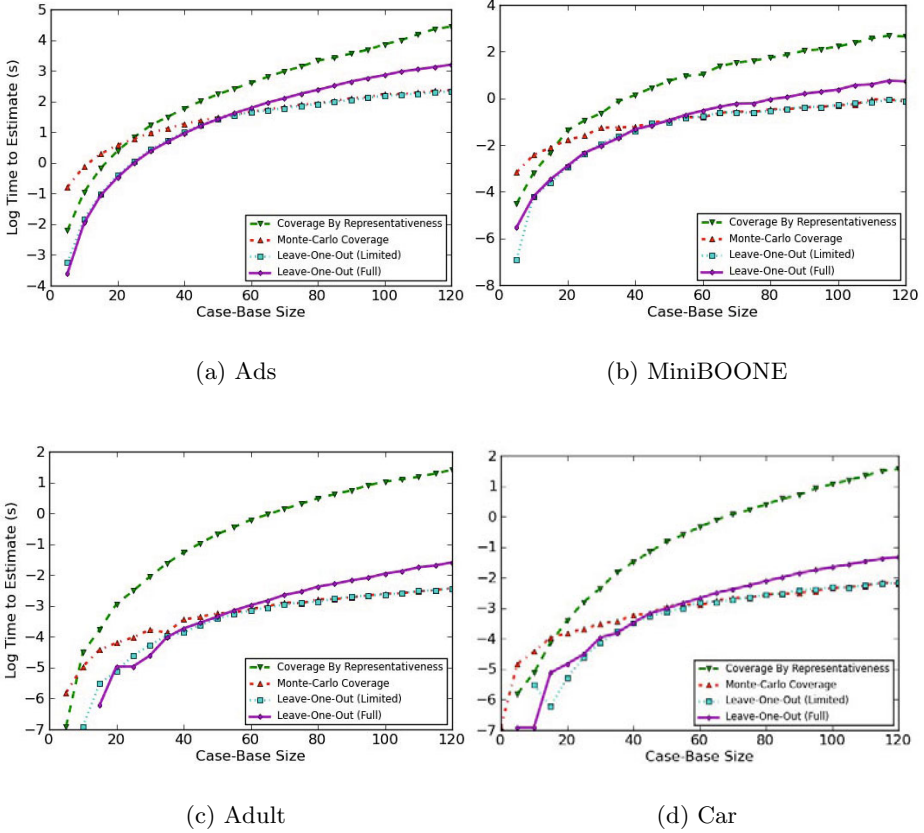 5
4
3
2
1
0
−1
−2
−3
−4
0 20 40 60 80 100 120
Log Time to Estimate (s)
Case-Base Size
Coverage By Representativeness
Monte-Carlo Coverage
Leave-One-Out (Limited)
Leave-One-Out (Full)
(a) Ads
4
2
0
−2
−4
−6
−8
0 20 40 60 80 100 120
Case-Base Size
Coverage By Representativeness
Monte-Carlo Coverage
Leave-One-Out (Limited)
Leave-One-Out (Full)
(b) MiniBOONE
2
1
0
−1
−2
−3
−4
−5
−6
−7
0 20 40 60 80 100 120
Log Time to Estimate (s)
Case-Base Size
Coverage By Representativeness
Monte-Carlo Coverage
Leave-One-Out (Limited)
Leave-One-Out (Full)
(c) Adult
2
1
0
−1
−2
−3
−4
−5
−6
−7
0 20 40 60 80 100 120
Case-Base Size
Coverage By Representativeness
Monte-Carlo Coverage
Leave-One-Out (Limited)
Leave-One-Out (Full)
(d) Car